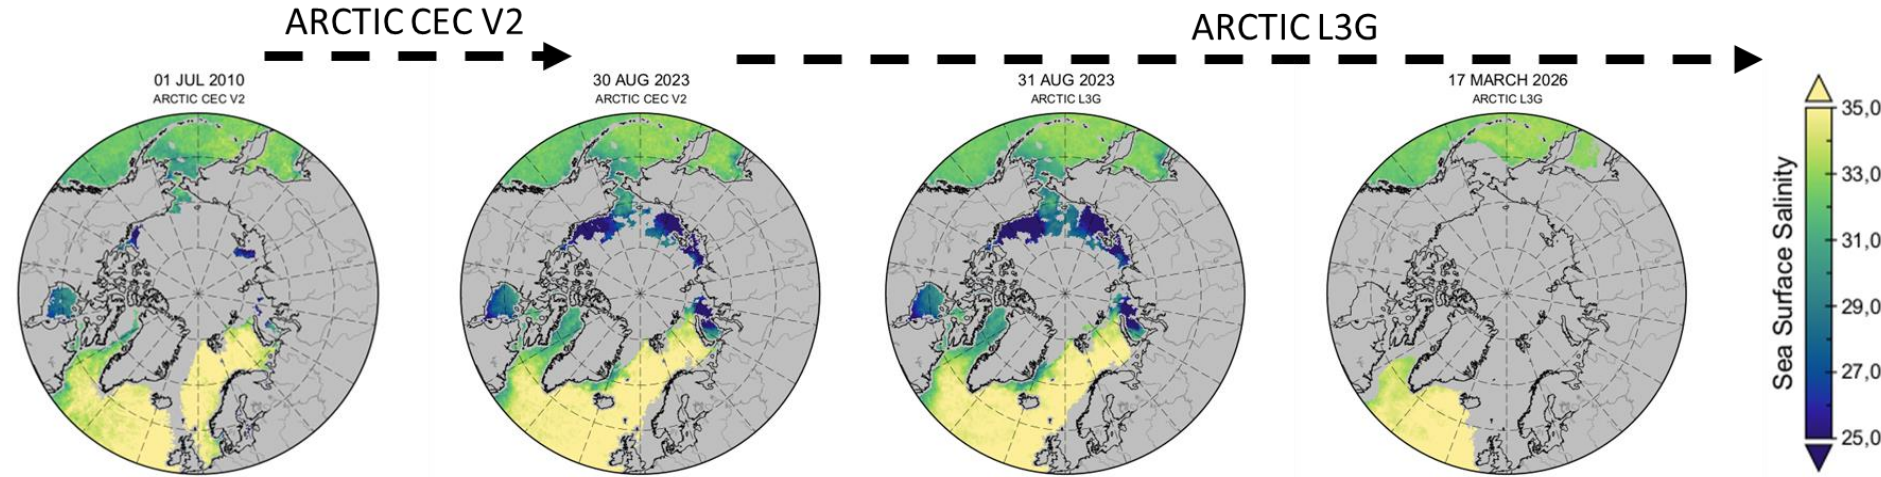 ARCTIC CEC V2
ARCTIC L3G
01 JUL 2010
ARCTIC CEC V2
30 AUG 2023
ARCTIC CEC V2
31 AUG 2023
ARCTIC L3G
17 MARCH 2026
ARCTIC L3G
Sea Surface Salinity
35,0
33,0
31,0
29,0
27,0
25,0